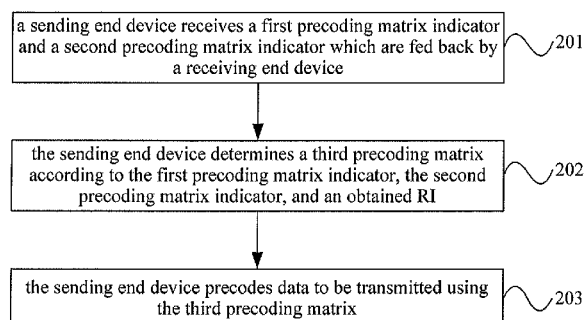 a sending end device receives a first precoding matrix indicator
and a second precoding matrix indicator which are fed back by
a receiving end device
201
the sending end device determines a third precoding matrix
according to the first precoding matrix indicator, the second
precoding matrix indicator, and an obtained RI
202
the sending end device precodes data to be transmitted using
the third precoding matrix
203